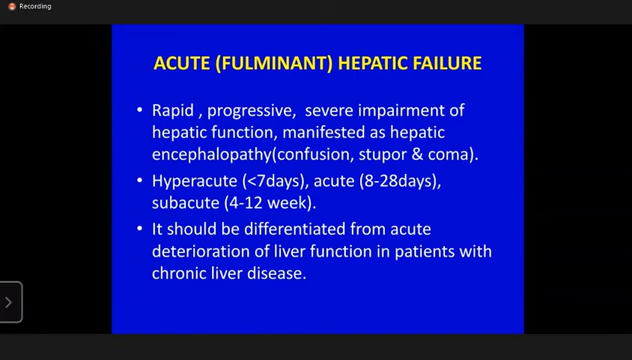 Recording
ACUTE (FULMINANT) HEPATIC FAILURE
• Rapid , progressive, severe impairment of
hepatic function, manifested as hepatic
encephalopathy(confusion, stupor & coma).
• Hyperacute (<7days), acute (8-28days),
subacute (4-12 week).
• It should be differentiated from acute
deterioration of liver function in patients with
chronic liver disease.